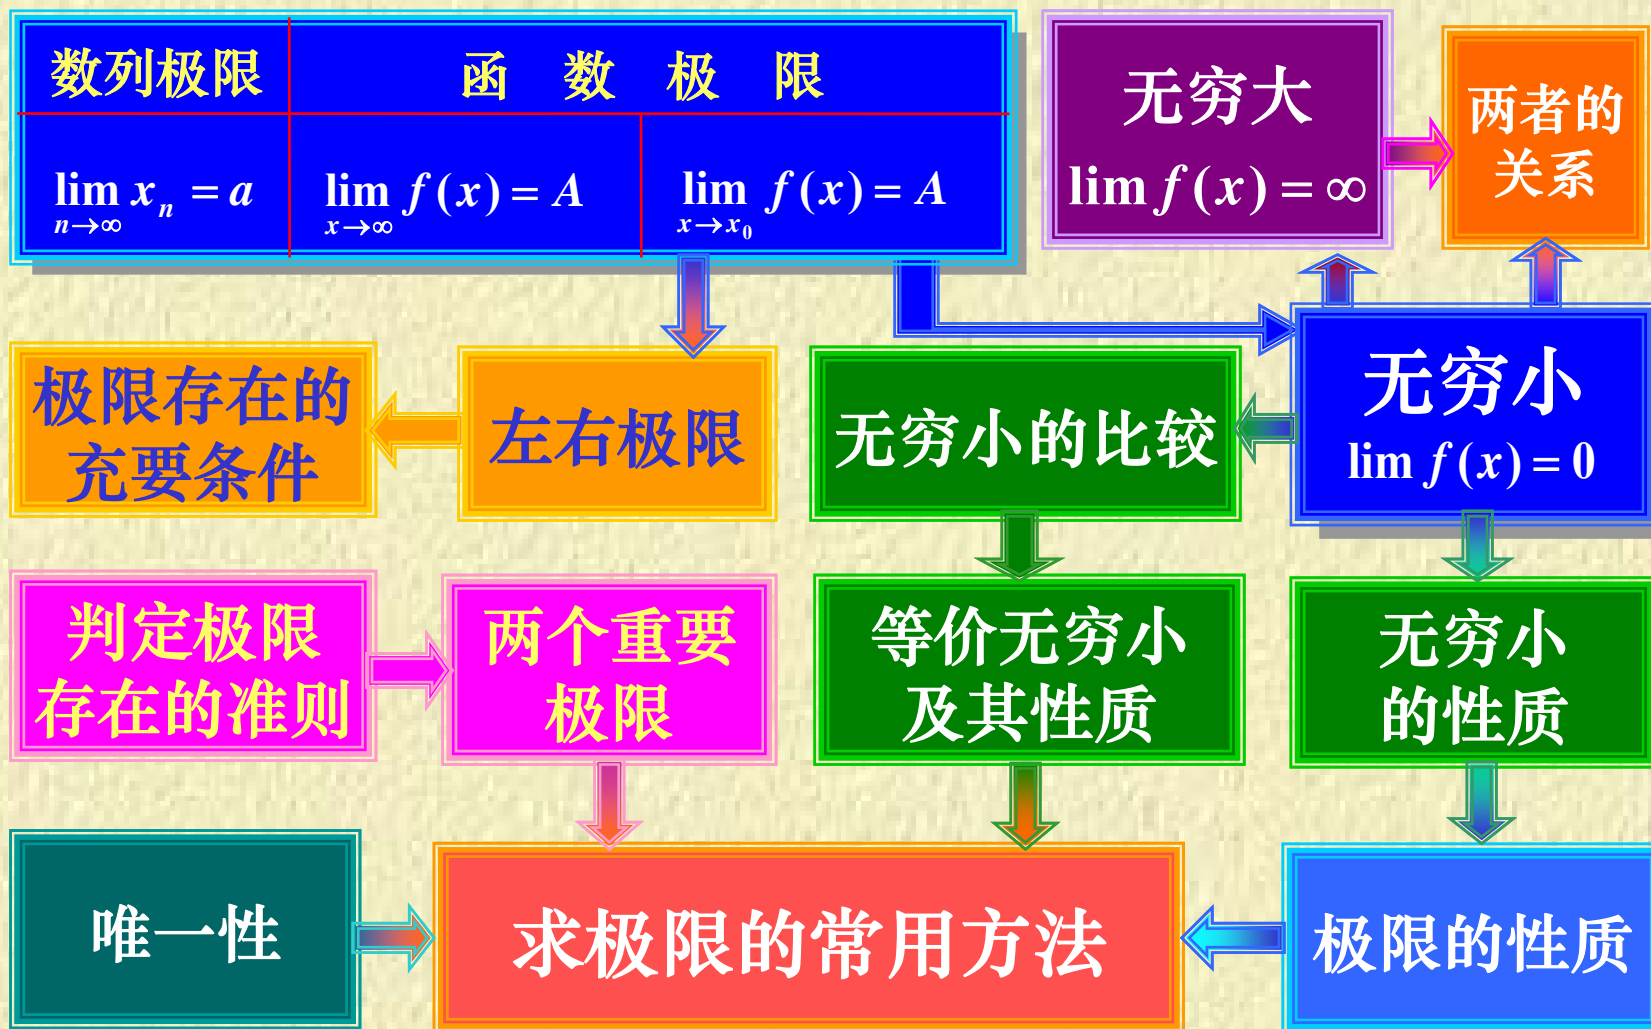 数列极限
函 数 极 限
lim xₙ = a
n→∞
lim f(x) = A
x→∞
lim f(x) = A
x→x₀
无穷大
lim f(x) = ∞
两者的
关系
极限存在的
充要条件
左右极限
无穷小的比较
无穷小
lim f(x) = 0
判定极限
存在的准则
两个重要
极限
等价无穷小
及其性质
无穷小
的性质
唯一性
求极限的常用方法
极限的性质